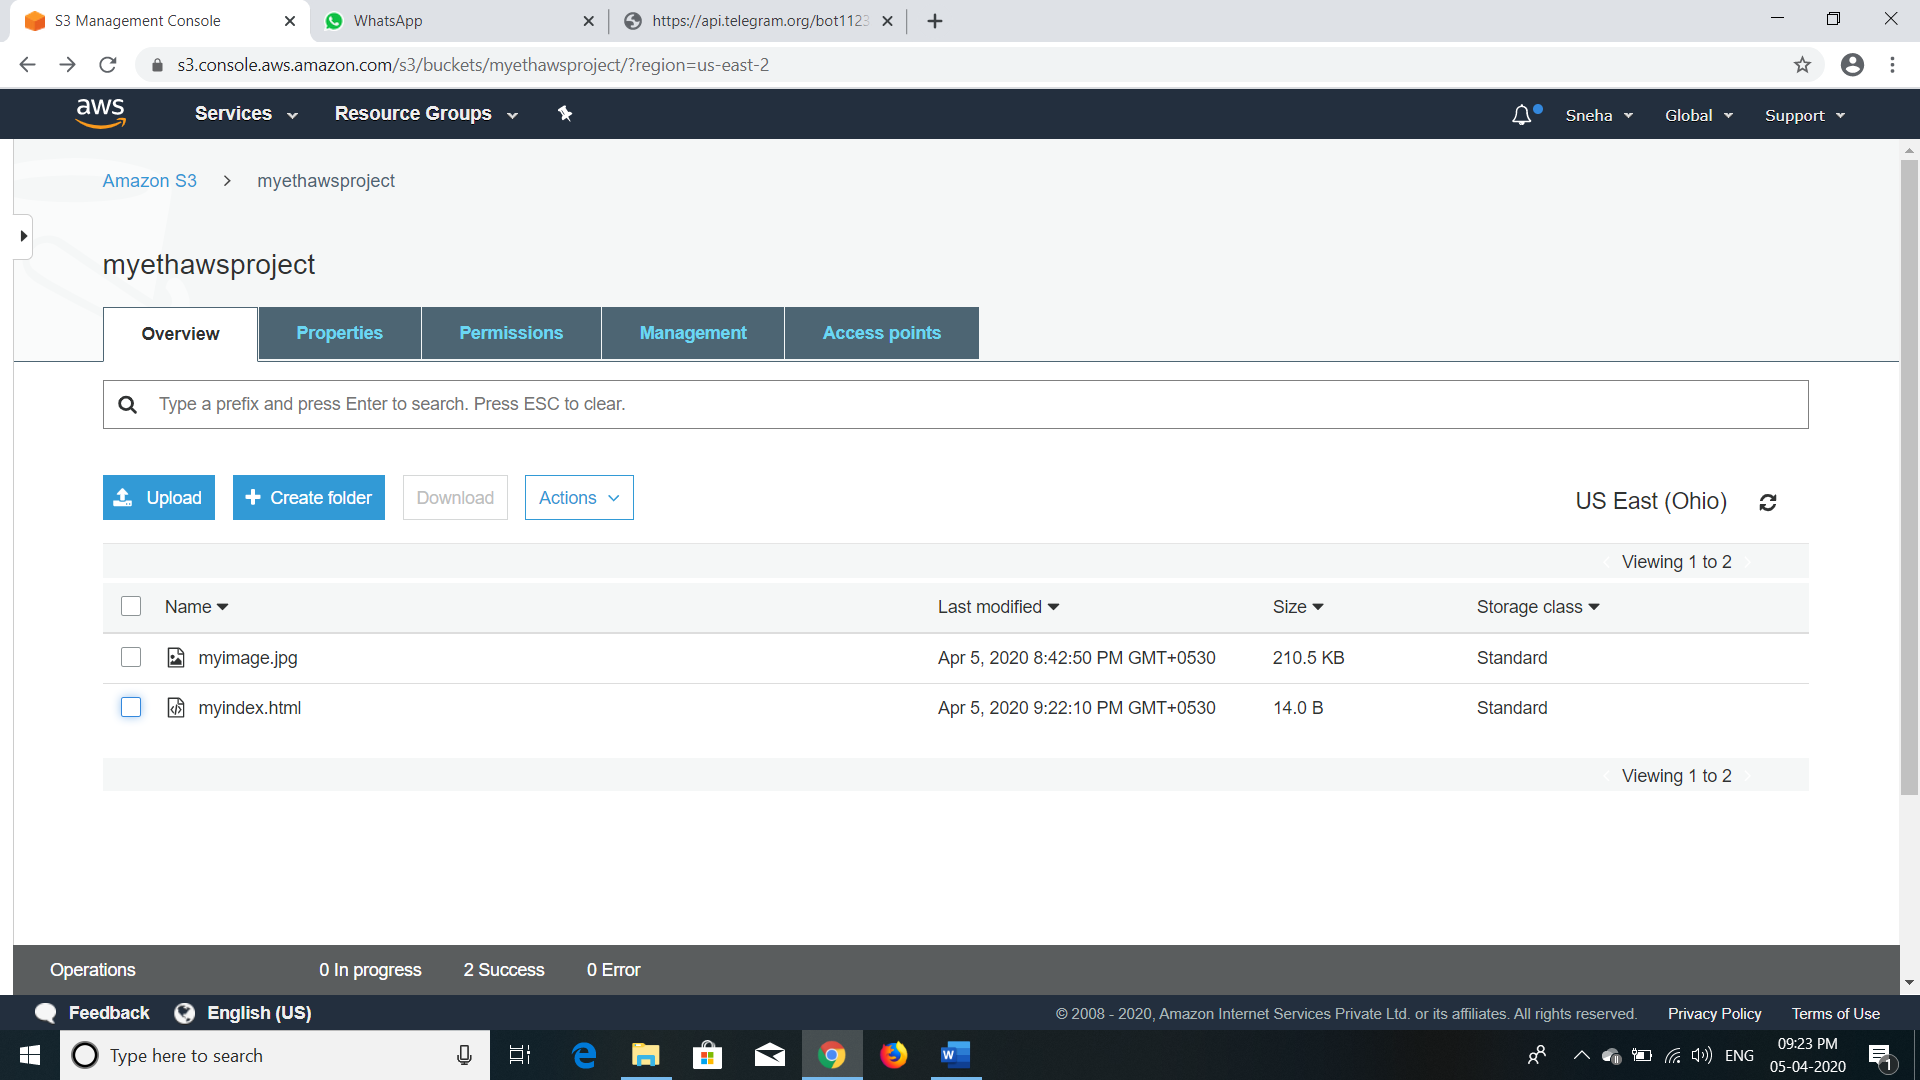 S3 Management Console
WhatsApp
https://api.telegram.org/bot1123
s3.console.aws.amazon.com/s3/buckets/myethawsproject/?region=us-east-2
aws
Services
Resource Groups
Sneha
Global
Support
Amazon S3 > myethawsproject
myethawsproject
Overview
Properties
Permissions
Management
Access points
Type a prefix and press Enter to search. Press ESC to clear.
Upload
+ Create folder
Download
Actions
US East (Ohio)
Viewing 1 to 2
Name
Last modified
Size
Storage class
myimage.jpg
Apr 5, 2020 8:42:50 PM GMT+0530
210.5 KB
Standard
myindex.html
Apr 5, 2020 9:22:10 PM GMT+0530
14.0 B
Standard
Viewing 1 to 2
Operations
0 In progress
2 Success
0 Error
Feedback
English (US)
© 2008 - 2020, Amazon Internet Services Private Ltd. or its affiliates. All rights reserved.
Privacy Policy
Terms of Use
Type here to search
ENG
09:23 PM
05-04-2020
1